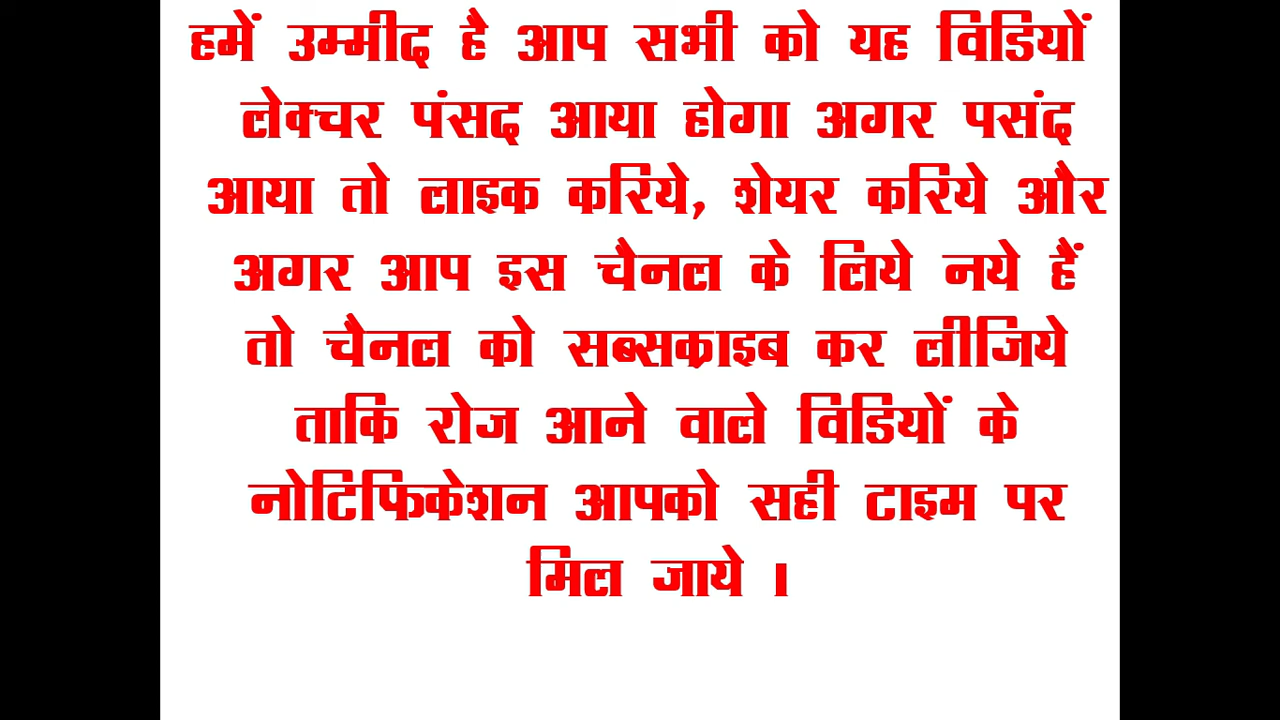 हमें उम्मीद है आप सभी को यह विडियों
लेक्चर पंसद आया होगा अगर पसंद
आया तो लाइक करिये, शेयर करिये और
अगर आप इस चैनल के लिये नये हैं
तो चैनल को सब्सक्राइब कर लीजिये
ताकि रोज आने वाले विडियों के
नोटिफिकेशन आपको सही टाइम पर
मिल जाये ।